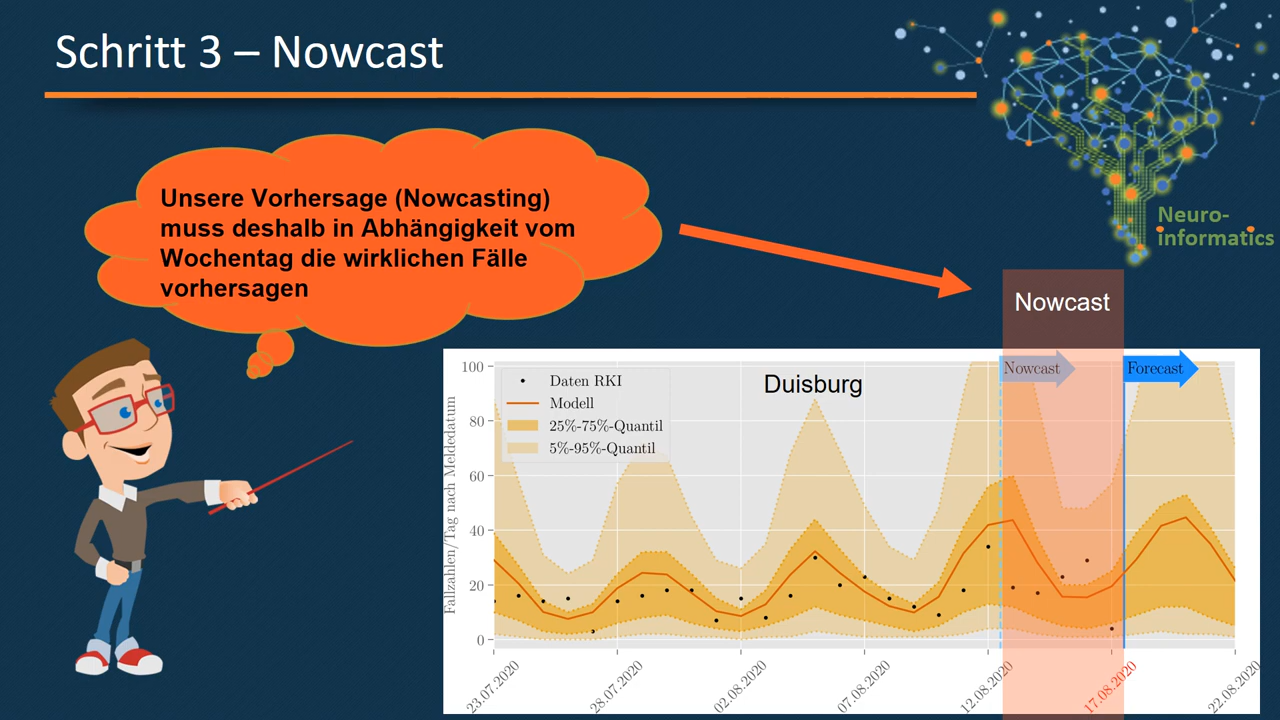 Schritt 3 – Nowcast
Neuro-
informatics
Unsere Vorhersage (Nowcasting)
muss deshalb in Abhängigkeit vom
Wochentag die wirklichen Fälle
vorhersagen
Nowcast
Duisburg
Nowcast
Forecast
Daten RKI
Modell
25%-75%-Quantil
5%-95%-Quantil
Fallzahlen/Tag nach Meldedatum
100
80
60
40
20
0
23.07.2020
28.07.2020
02.08.2020
07.08.2020
12.08.2020
17.08.2020
22.08.2020